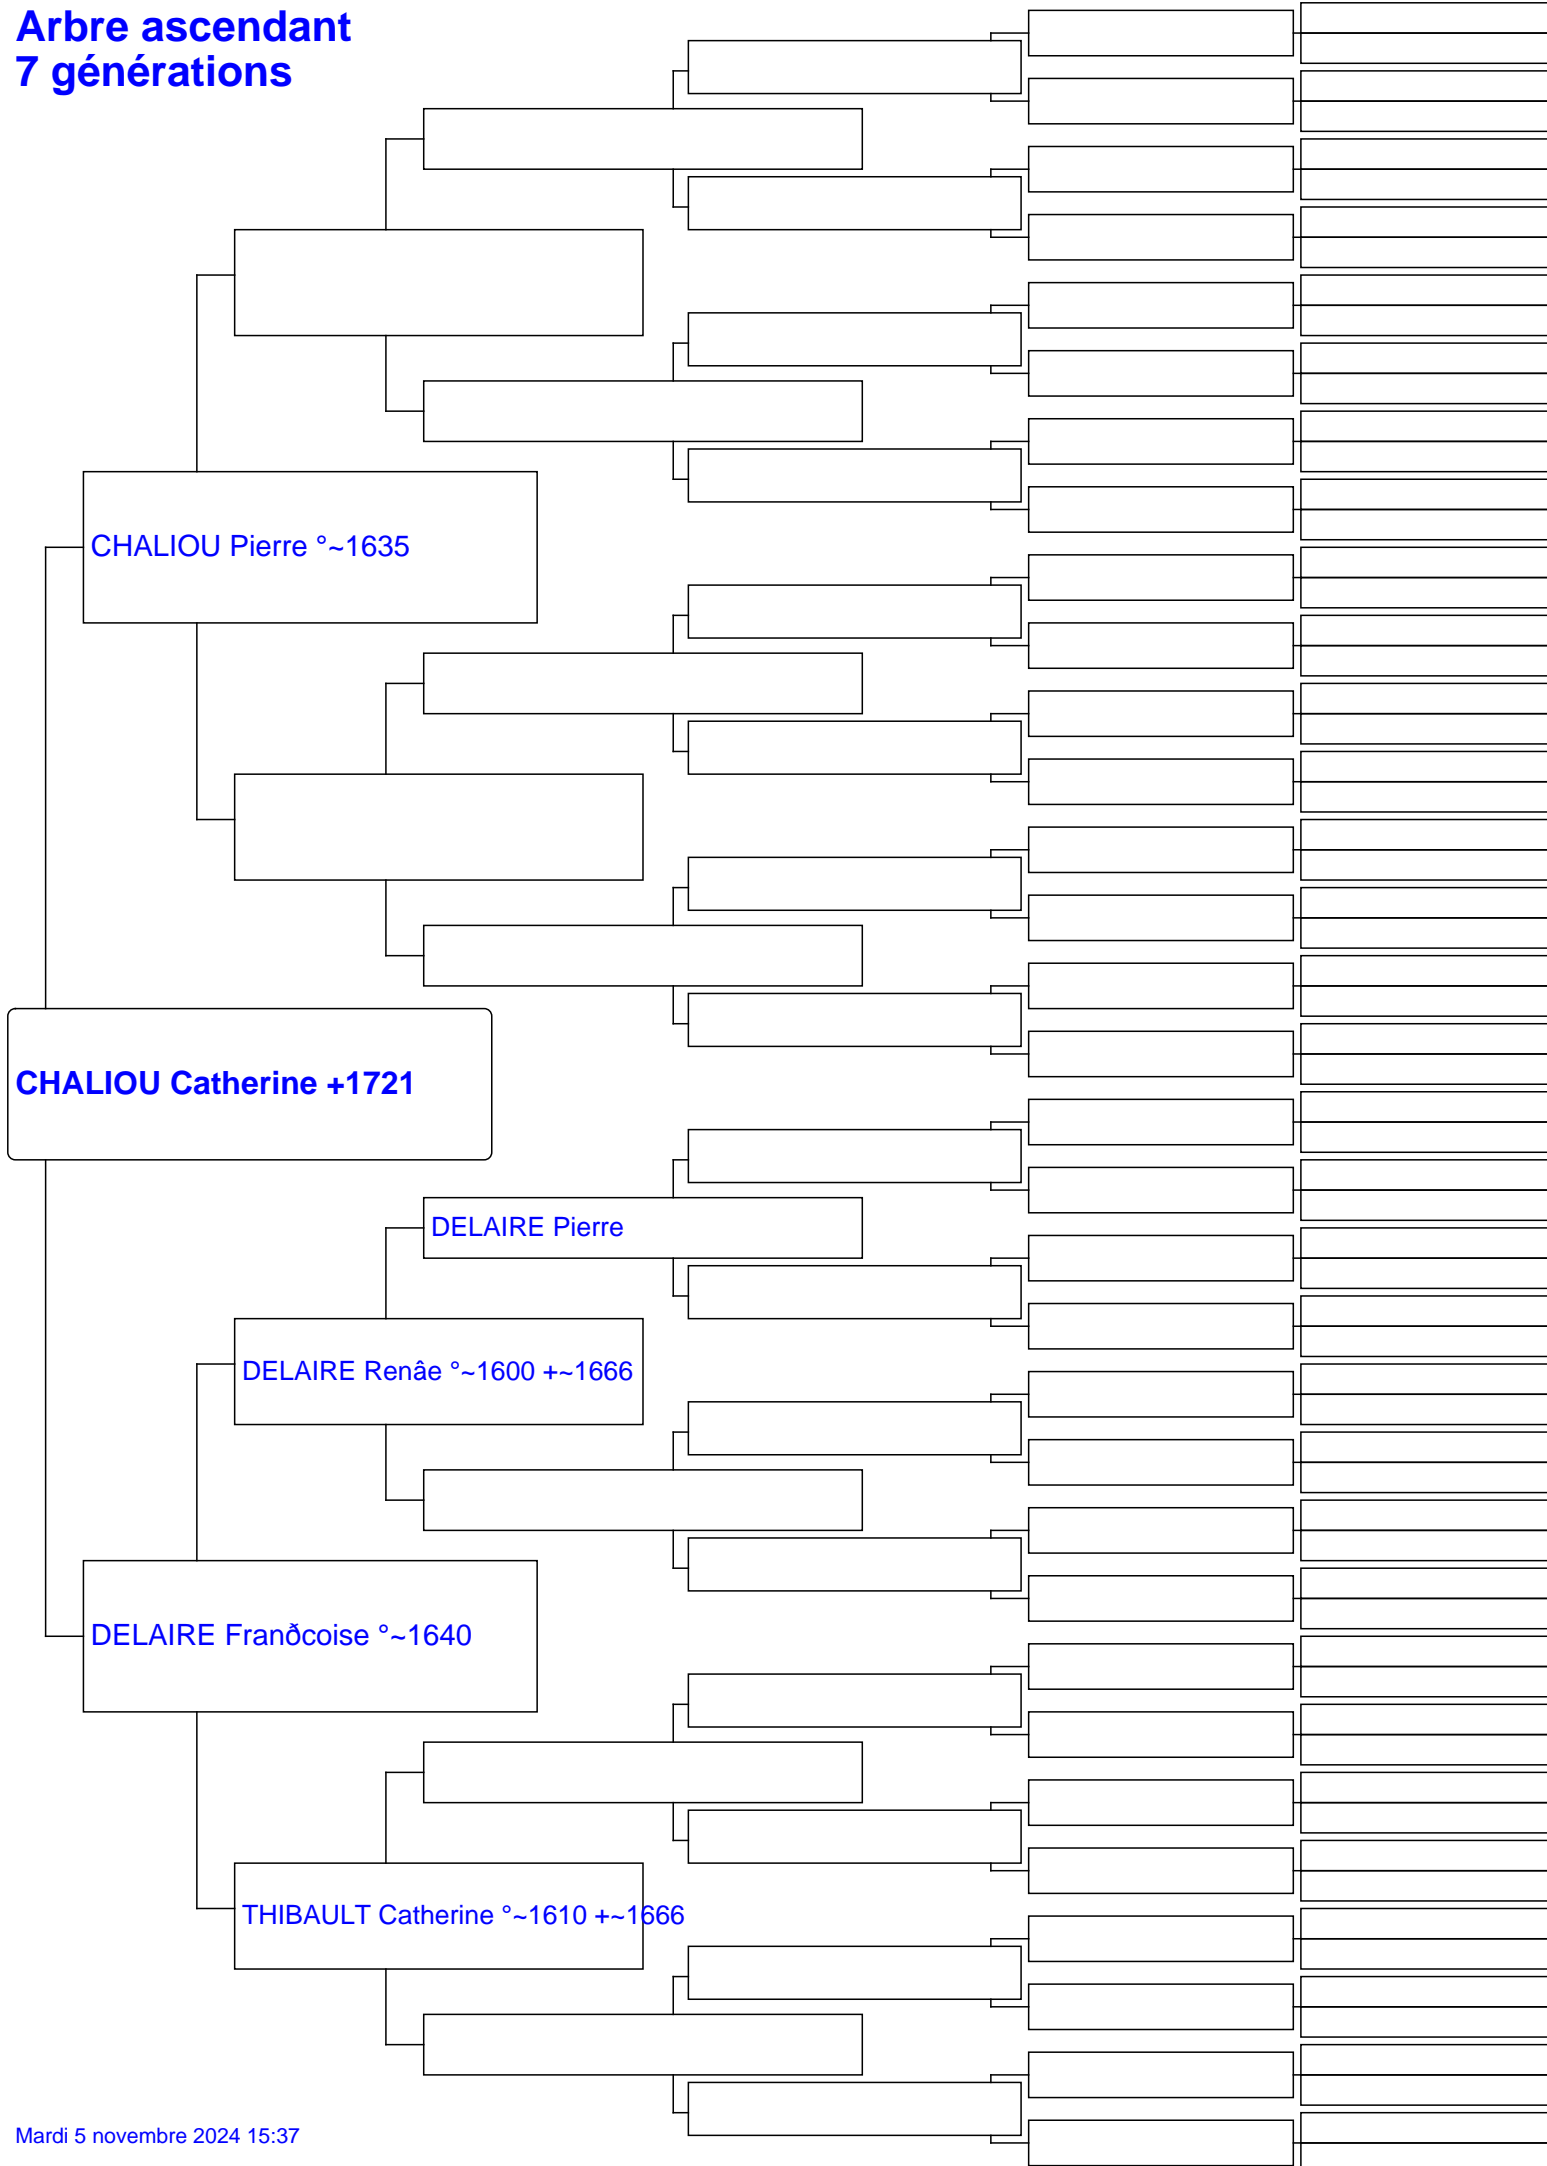 Arbre ascendant
7 générations
CHALIOU Pierre °~1635
CHALIOU Catherine +1721
DELAIRE Pierre
DELAIRE Renâe °~1600 +~1666
DELAIRE Franðcoise °~1640
THIBAULT Catherine °~1610 +~1666
Mardi 5 novembre 2024 15:37